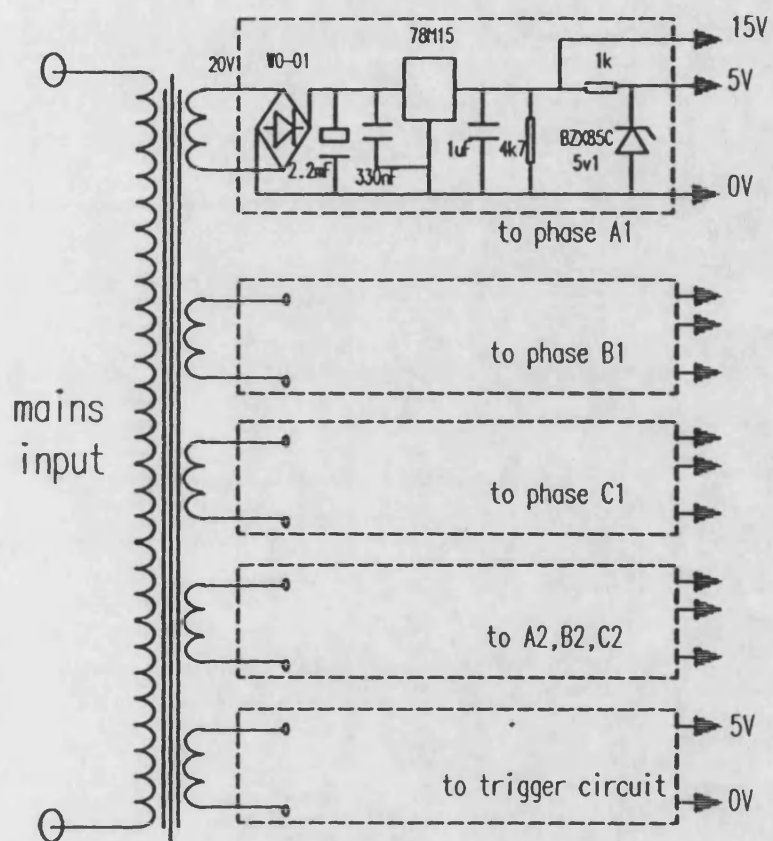 15V
78M15
20V
W0-01
1k
5V
BZX85C
5v1
1uF
4k7
2.2mF
330nF
0V
to phase A1
to phase B1
mains
input
to phase C1
to A2,B2,C2
5V
to trigger circuit
0V